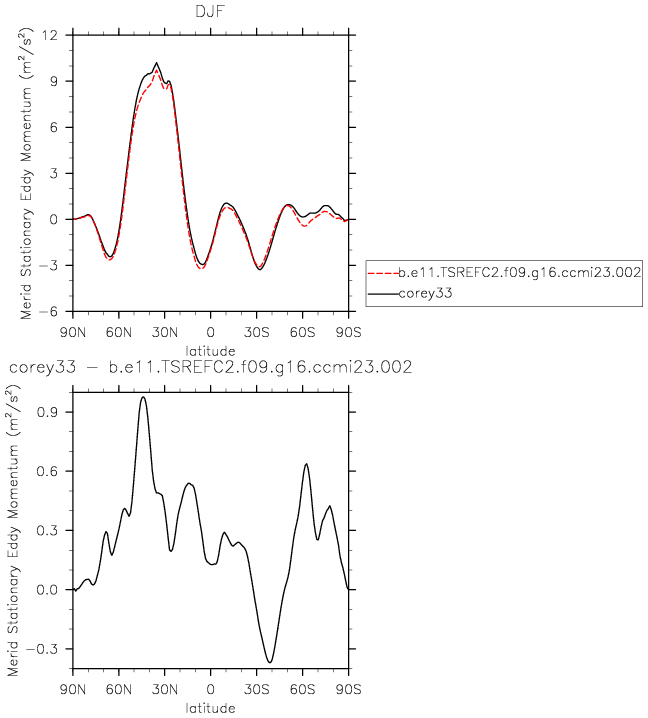 DJF
Merid Stationary Eddy Momentum (m²/s²)
12
9
6
3
0
−3
−6
90N 60N 30N 0 30S 60S 90S
latitude
b.e11.TSREFC2.f09.g16.ccmi23.002
corey33
corey33 − b.e11.TSREFC2.f09.g16.ccmi23.002
Merid Stationary Eddy Momentum (m²/s²)
0.9
0.6
0.3
0.0
−0.3
90N 60N 30N 0 30S 60S 90S
latitude